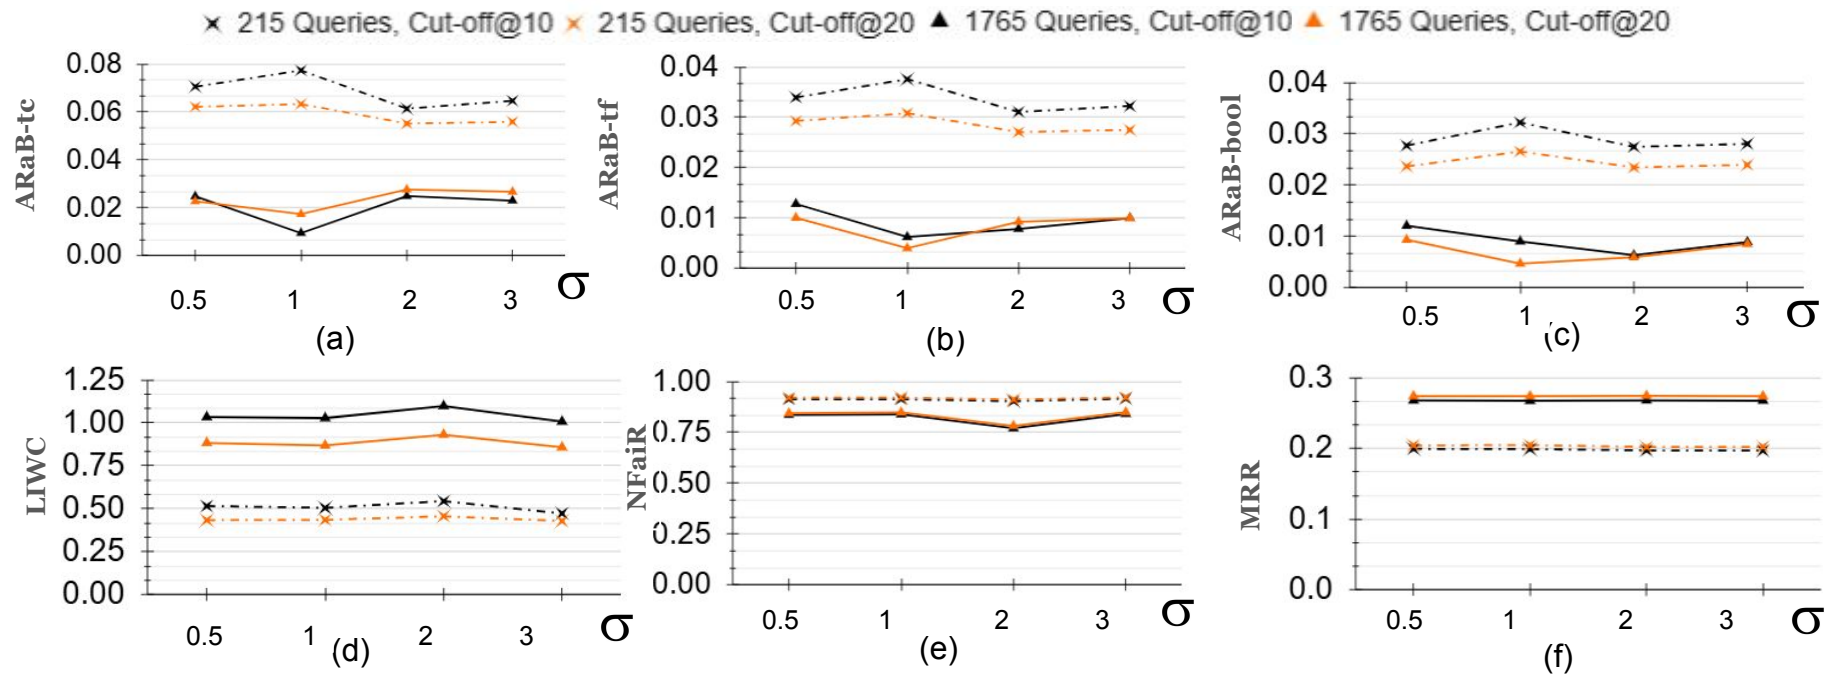 215 Queries, Cut-off@10 215 Queries, Cut-off@20 1765 Queries, Cut-off@10 1765 Queries, Cut-off@20
ARaB-tc
0.08
0.06
0.04
0.02
0.00
0.5 1 2 3 σ
(a)
ARaB-tf
0.04
0.03
0.02
0.01
0.00
0.5 1 2 3 σ
(b)
ARaB-bool
0.04
0.03
0.02
0.01
0.00
0.5 1 2 3 σ
(c)
LIWC
1.25
1.00
0.75
0.50
0.25
0.00
0.5 1 2 3 σ
(d)
NFaiR
1.00
0.75
0.50
0.25
0.00
0.5 1 2 3 σ
(e)
MRR
0.3
0.2
0.1
0.0
0.5 1 2 3 σ
(f)